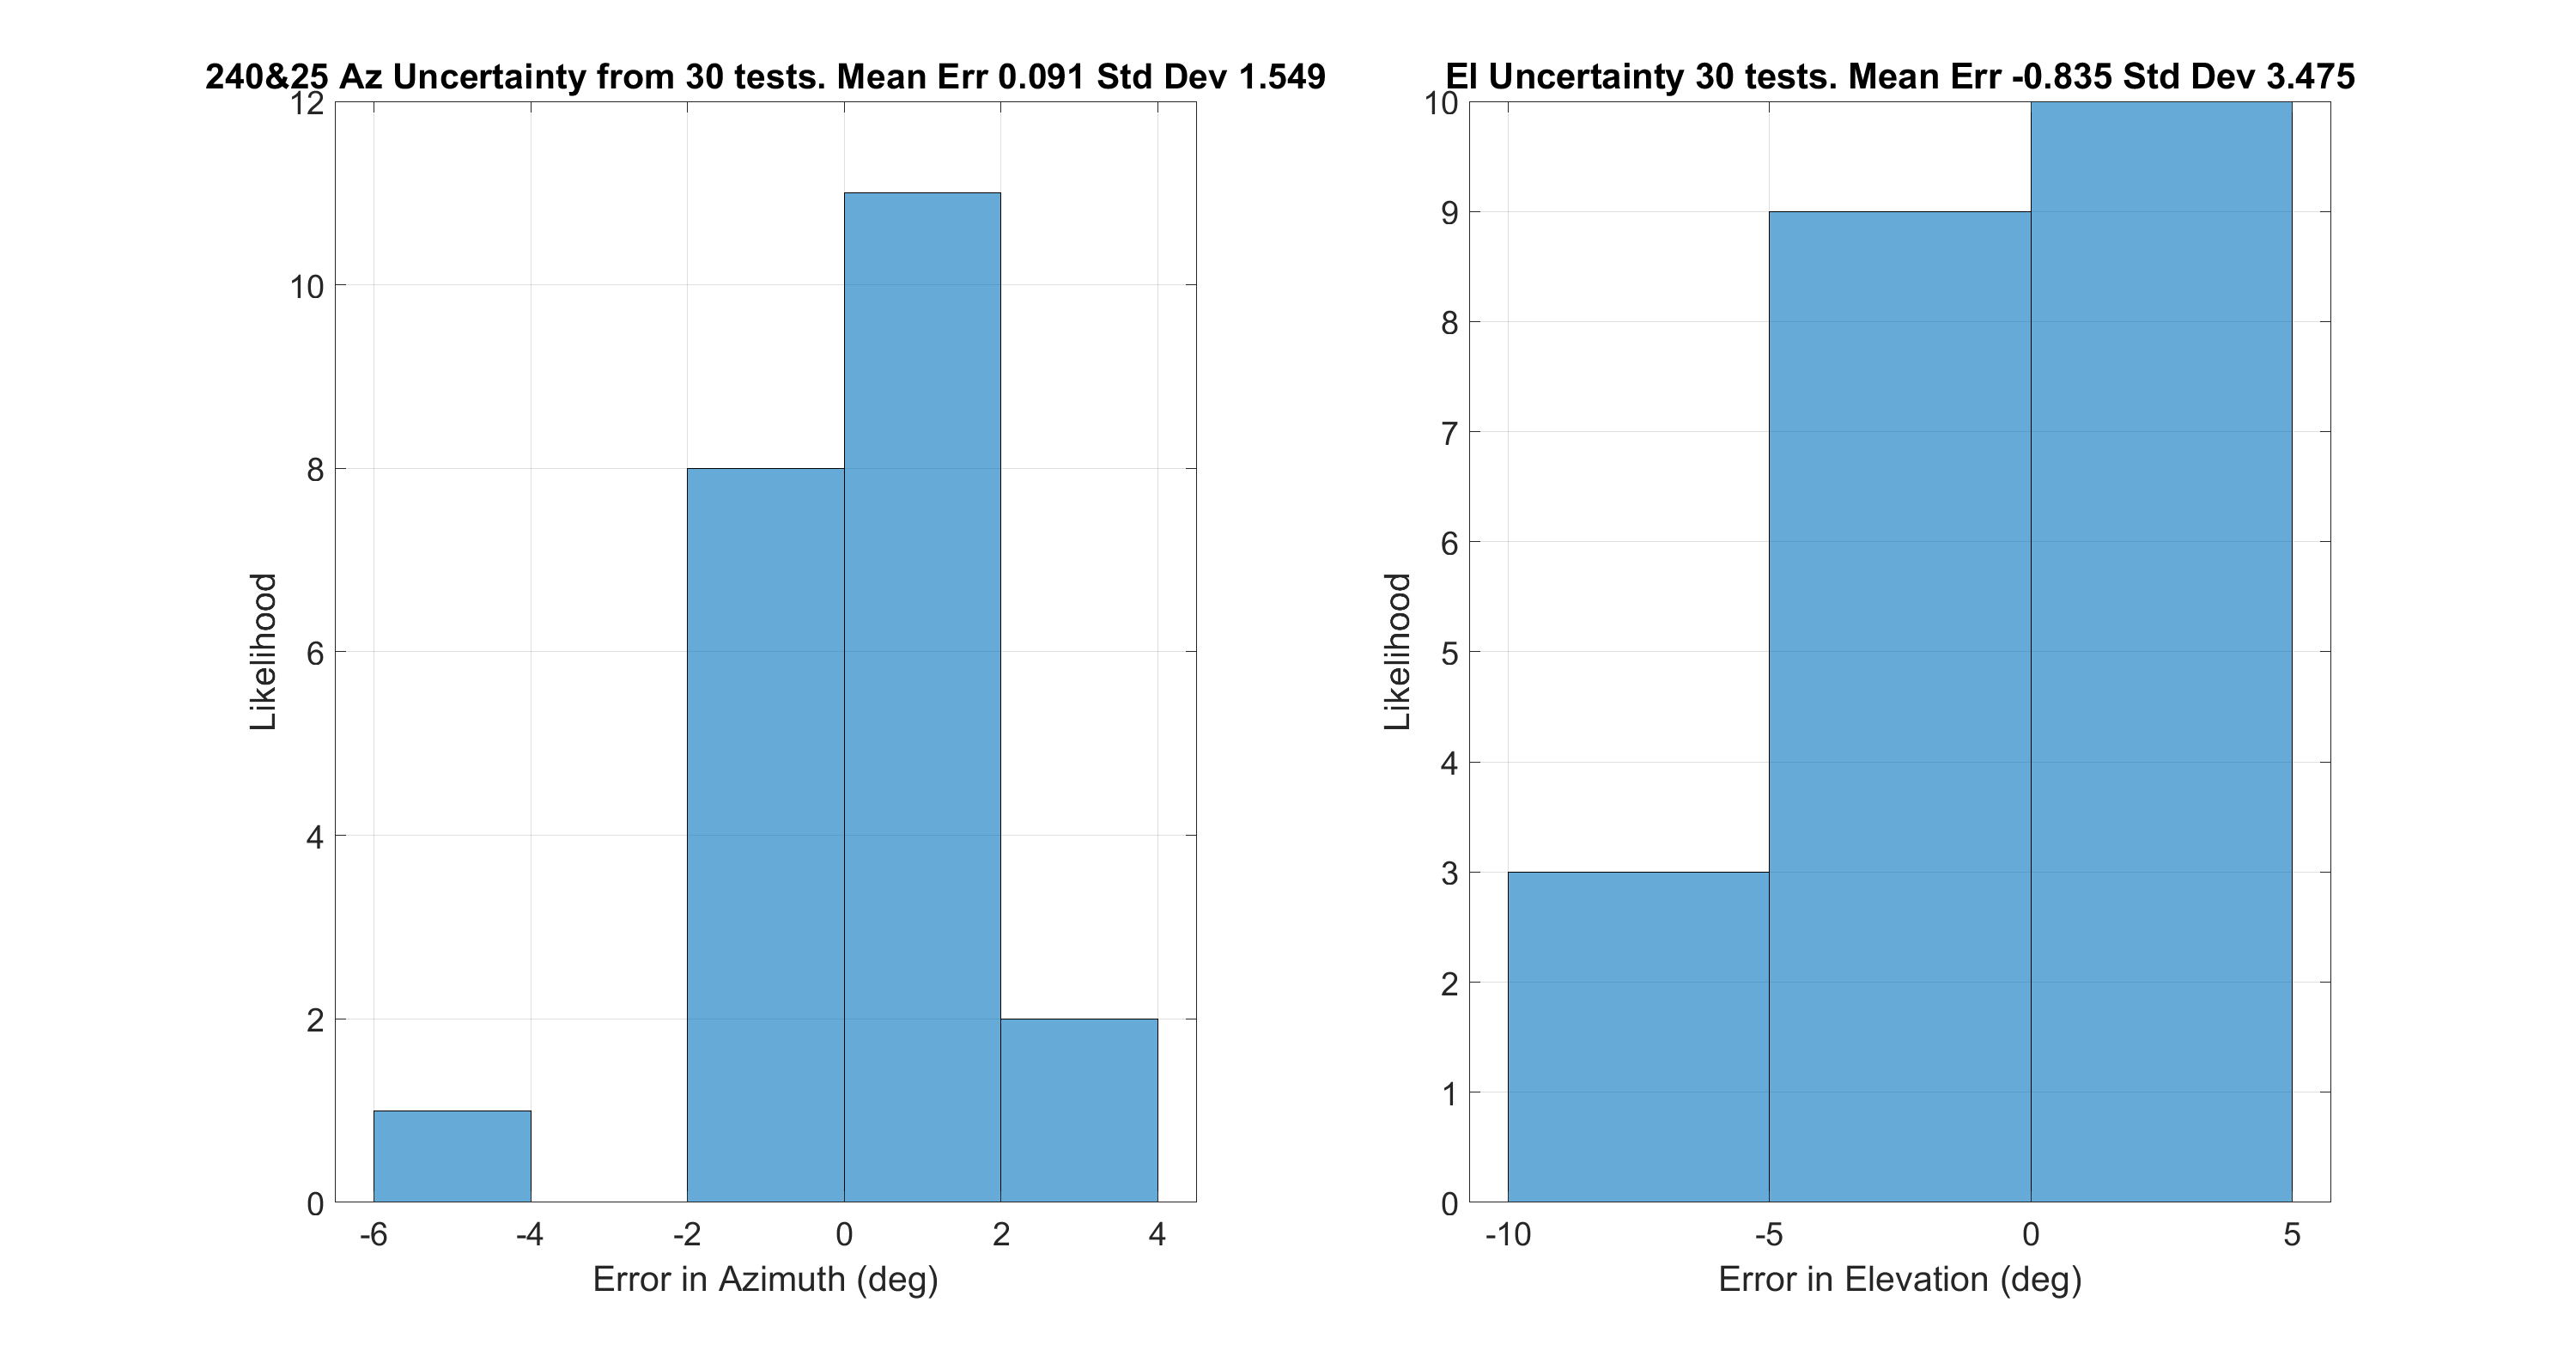 240&25 Az Uncertainty from 30 tests. Mean Err 0.091 Std Dev 1.549
12
10
8
6
4
2
0
Likelihood
-6 -4 -2 0 2 4
Error in Azimuth (deg)
El Uncertainty 30 tests. Mean Err -0.835 Std Dev 3.475
10
9
8
7
6
5
4
3
2
1
0
Likelihood
-10 -5 0 5
Error in Elevation (deg)